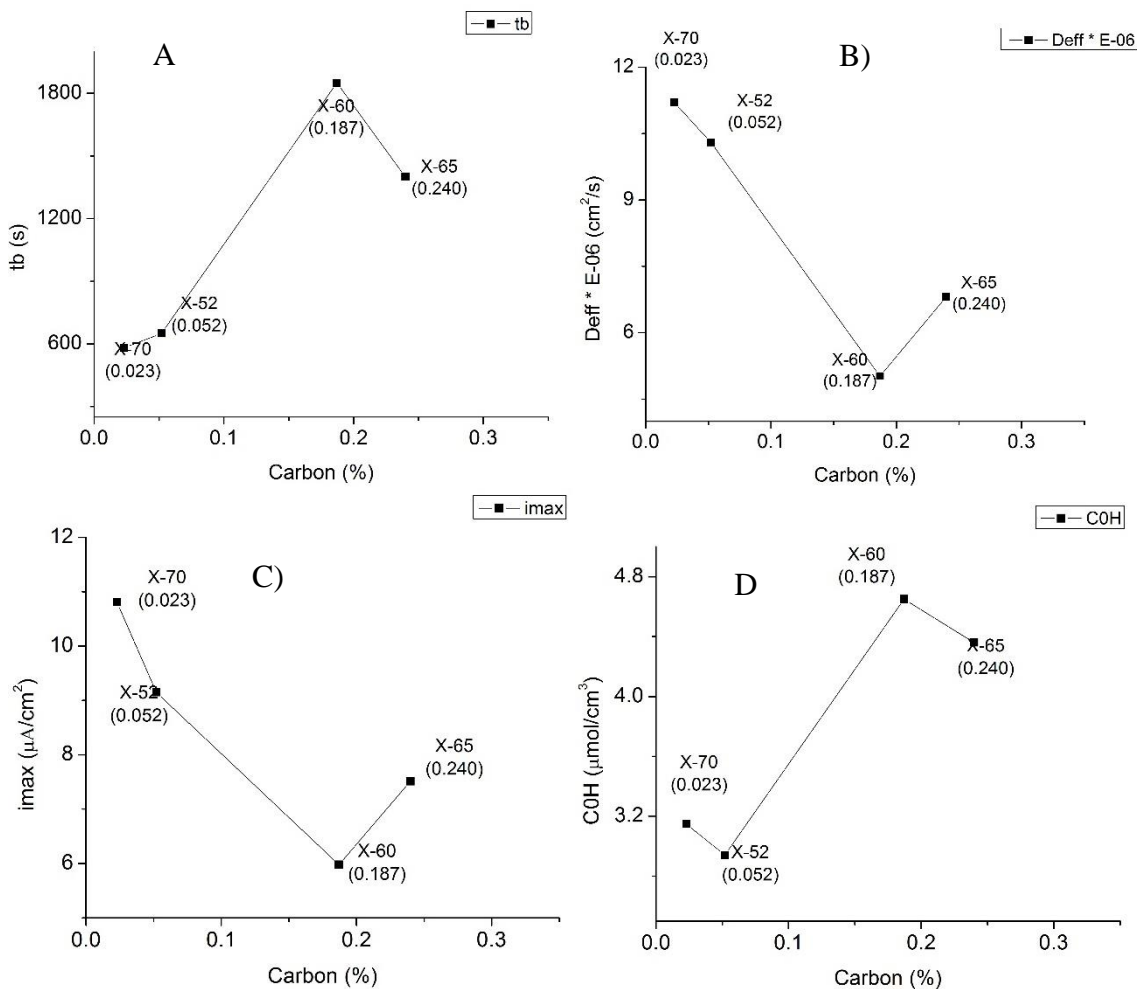 tb
A
X-70
(0.023)
X-52
(0.052)
X-60
(0.187)
X-65
(0.240)
1800
1200
600
tb (s)
0.0 0.1 0.2 0.3
Carbon (%)
Deff * E-06
B)
X-70
(0.023)
X-52
(0.052)
X-60
(0.187)
X-65
(0.240)
12
9
6
Deff * E-06 (cm²/s)
0.0 0.1 0.2 0.3
Carbon (%)
imax
C)
X-70
(0.023)
X-52
(0.052)
X-60
(0.187)
X-65
(0.240)
12
10
8
6
imax (µA/cm²)
0.0 0.1 0.2 0.3
Carbon (%)
C0H
D
X-70
(0.023)
X-52
(0.052)
X-60
(0.187)
X-65
(0.240)
4.8
4.0
3.2
C0H (µmol/cm³)
0.0 0.1 0.2 0.3
Carbon (%)